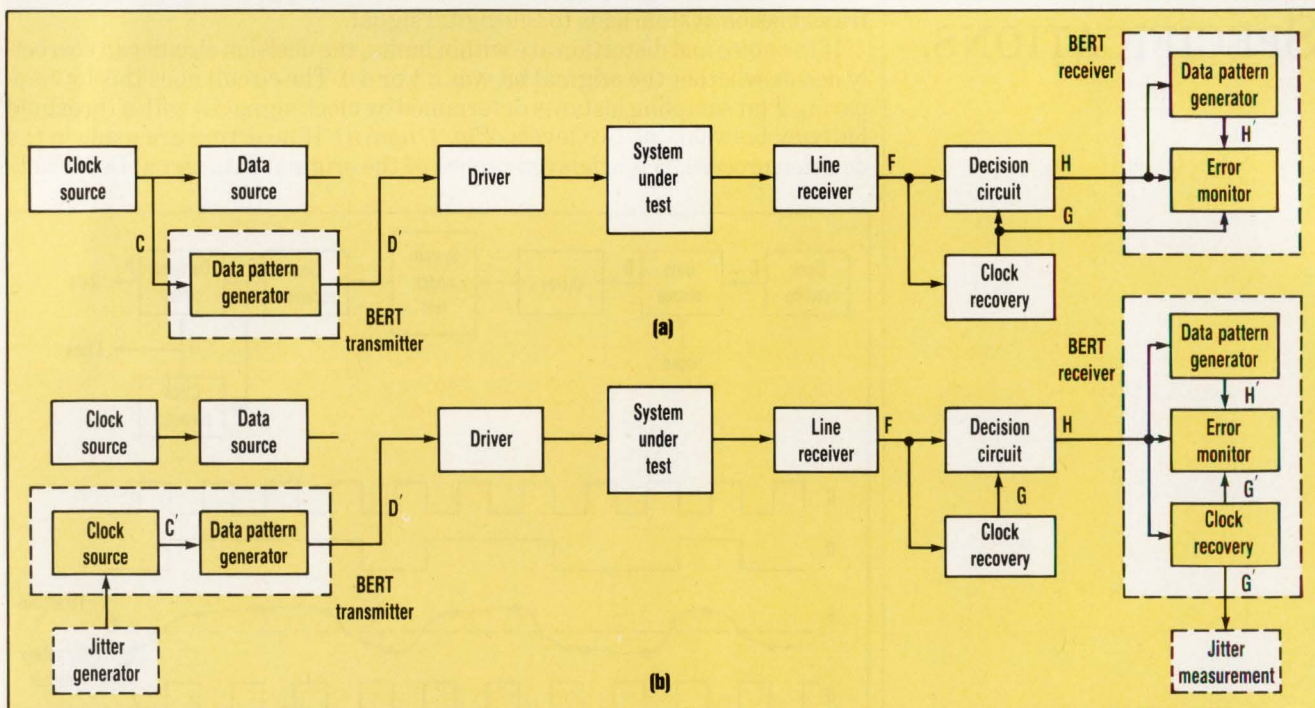 BERT
receiver
Data pattern
generator
H′
Clock
source
Data
source
Driver
System
under
test
Line
receiver
F
Decision
circuit
H
Error
monitor
C
D′
G
Data pattern
generator
Clock
recovery
BERT
transmitter
(a)
BERT
receiver
Data pattern
generator
H′
Clock
source
Data
source
Driver
System
under
test
Line
receiver
F
Decision
circuit
H
Error
monitor
D′
G
G′
Clock
source
C′
Data pattern
generator
Clock
recovery
Clock
recovery
BERT
transmitter
G′
Jitter
generator
(b)
Jitter
measurement